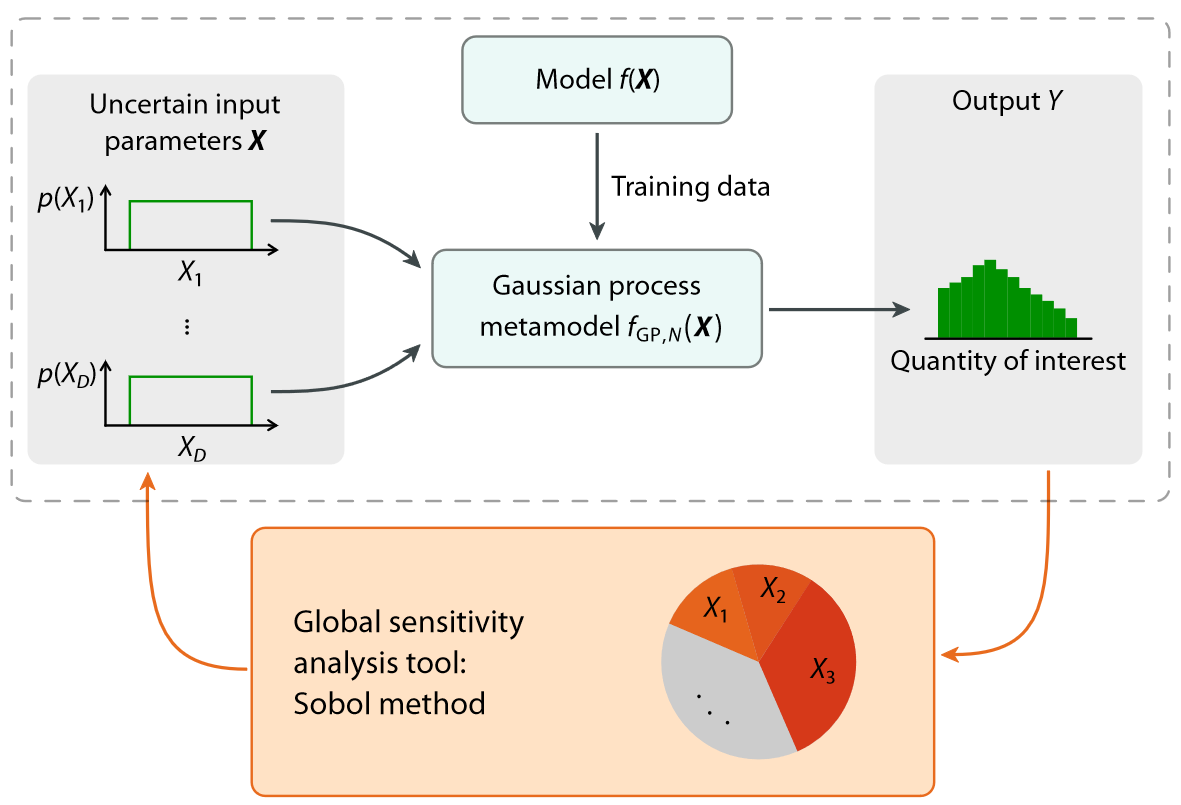 Model f(X)
Uncertain input
parameters X
Output Y
Training data
p(X1)
X1
⋮
p(XD)
XD
Gaussian process
metamodel fGP,N(X)
Quantity of interest
Global sensitivity
analysis tool:
Sobol method
X1
X2
X3
. . .